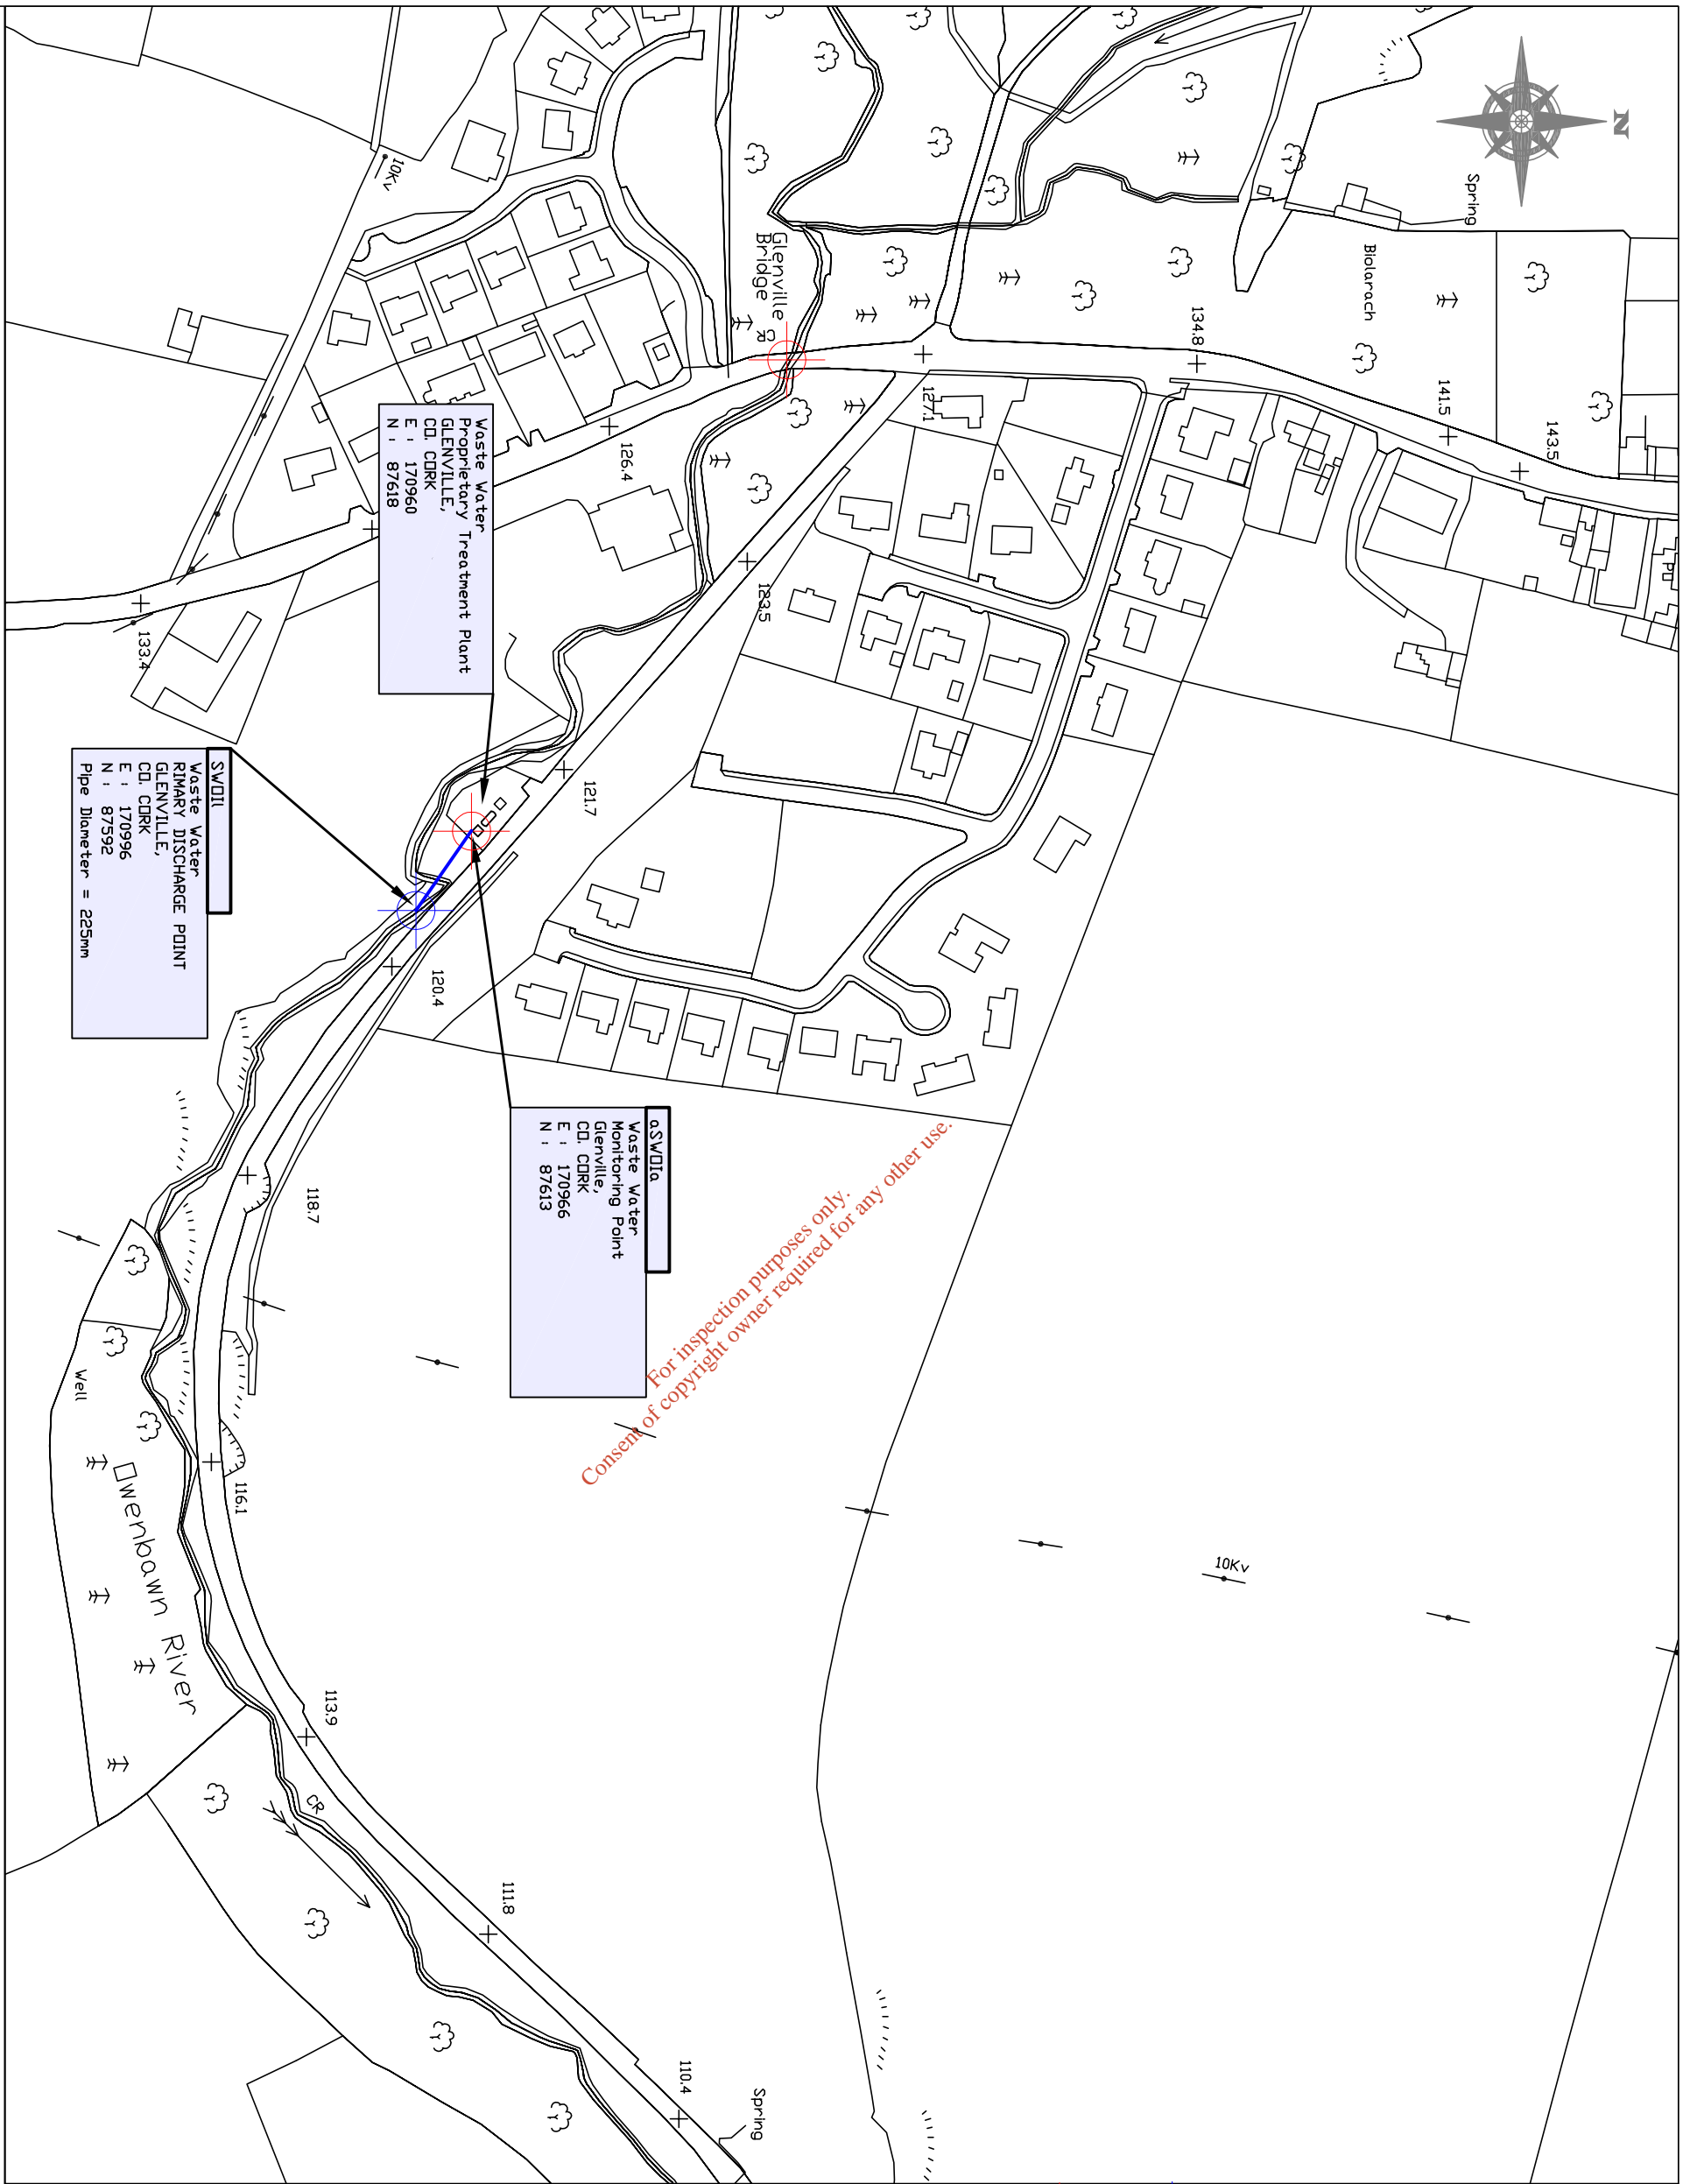 N
Spring
Biolarach
143.5
141.5
134.8
127.1
Glenville
Bridge
CR
126.4
123.5
121.7
120.4
133.4
118.7
116.1
113.9
111.8
110.4
10Kv
10Kv
Waste Water
Proprietary Treatment Plant
GLENVILLE,
CO. CORK
E : 170960
N : 87618
SW01
Waste Water
RIMARY DISCHARGE POINT
GLENVILLE,
CO. CORK
E : 170996
N : 87592
Pipe Diameter = 225mm
aSW01a
Waste Water
Monitoring Point
Glenville,
CO. CORK
E : 170966
N : 87613
For inspection purposes only.
Consent of copyright owner required for any other use.
Well
Owenbawn River
CR
Spring